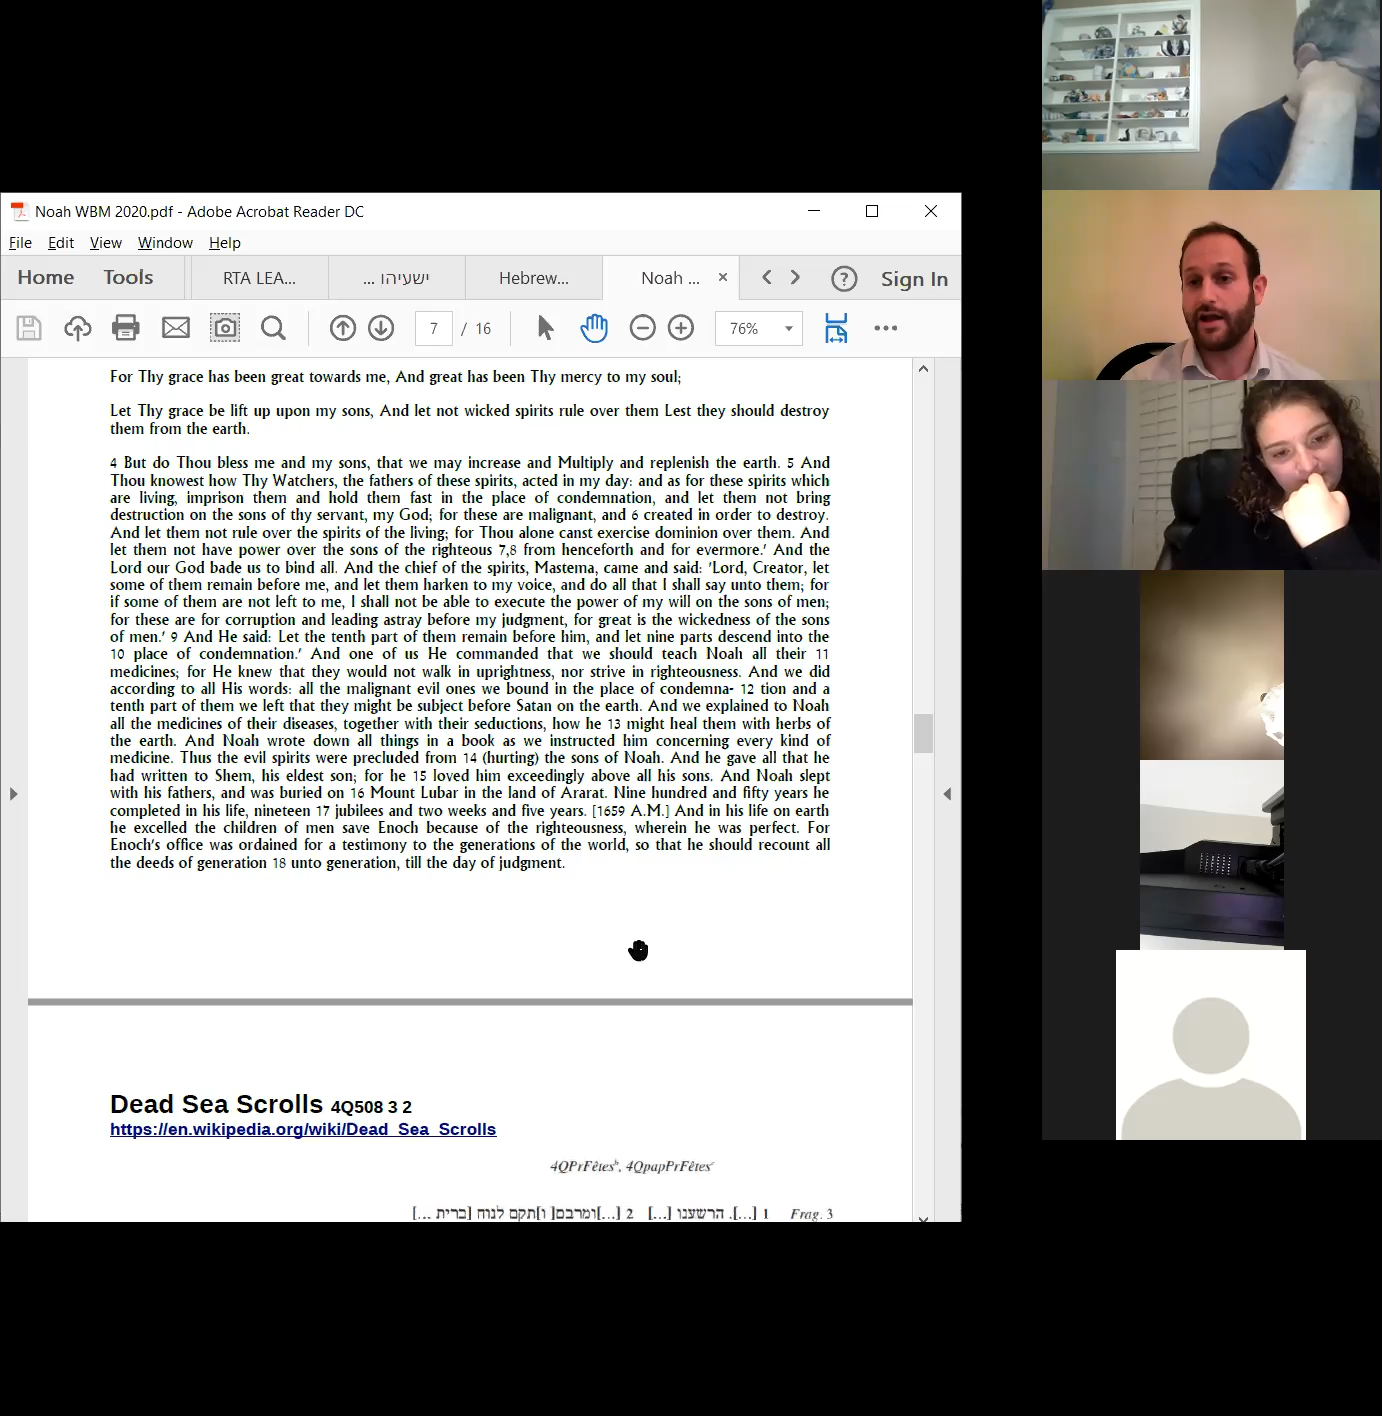 Noah WBM 2020.pdf - Adobe Acrobat Reader DC
File Edit View Window Help
Home Tools RTA LEA... ישעיהו ... Hebrew... Noah ... × Sign In
7 / 16 76%
For Thy grace has been great towards me, And great has been Thy mercy to my soul;
Let Thy grace be lift up upon my sons, And let not wicked spirits rule over them Lest they should destroy
them from the earth.
4 But do Thou bless me and my sons, that we may increase and Multiply and replenish the earth. 5 And
Thou knowest how Thy Watchers, the fathers of these spirits, acted in my day: and as for these spirits which
are living, imprison them and hold them fast in the place of condemnation, and let them not bring
destruction on the sons of thy servant, my God; for these are malignant, and 6 created in order to destroy.
And let them not rule over the spirits of the living; for Thou alone canst exercise dominion over them. And
let them not have power over the sons of the righteous 7,8 from henceforth and for evermore.' And the
Lord our God bade us to bind all. And the chief of the spirits, Mastema, came and said: 'Lord, Creator, let
some of them remain before me, and let them harken to my voice, and do all that I shall say unto them; for
if some of them are not left to me, I shall not be able to execute the power of my will on the sons of men;
for these are for corruption and leading astray before my judgment, for great is the wickedness of the sons
of men.' 9 And He said: Let the tenth part of them remain before him, and let nine parts descend into the
10 place of condemnation.' And one of us He commanded that we should teach Noah all their 11
medicines; for He knew that they would not walk in uprightness, nor strive in righteousness. And we did
according to all His words: all the malignant evil ones we bound in the place of condemna- 12 tion and a
tenth part of them we left that they might be subject before Satan on the earth. And we explained to Noah
all the medicines of their diseases, together with their seductions, how he 13 might heal them with herbs of
the earth. And Noah wrote down all things in a book as we instructed him concerning every kind of
medicine. Thus the evil spirits were precluded from 14 (hurting) the sons of Noah. And he gave all that he
had written to Shem, his eldest son; for he 15 loved him exceedingly above all his sons. And Noah slept
with his fathers, and was buried on 16 Mount Lubar in the land of Ararat. Nine hundred and fifty years he
completed in his life, nineteen 17 jubilees and two weeks and five years. [1659 A.M.] And in his life on earth
he excelled the children of men save Enoch because of the righteousness, wherein he was perfect. For
Enoch's office was ordained for a testimony to the generations of the world, so that he should recount all
the deeds of generation 18 unto generation, till the day of judgment.
Dead Sea Scrolls 4Q508 3 2
https://en.wikipedia.org/wiki/Dead_Sea_Scrolls
4QPrFêtesᵇ, 4QpapPrFêtesᶜ
Frag. 3 1 [...]. הרשענו [...] 2 [...]ומרבם[ ו]תקם לנוח [ברית ...]